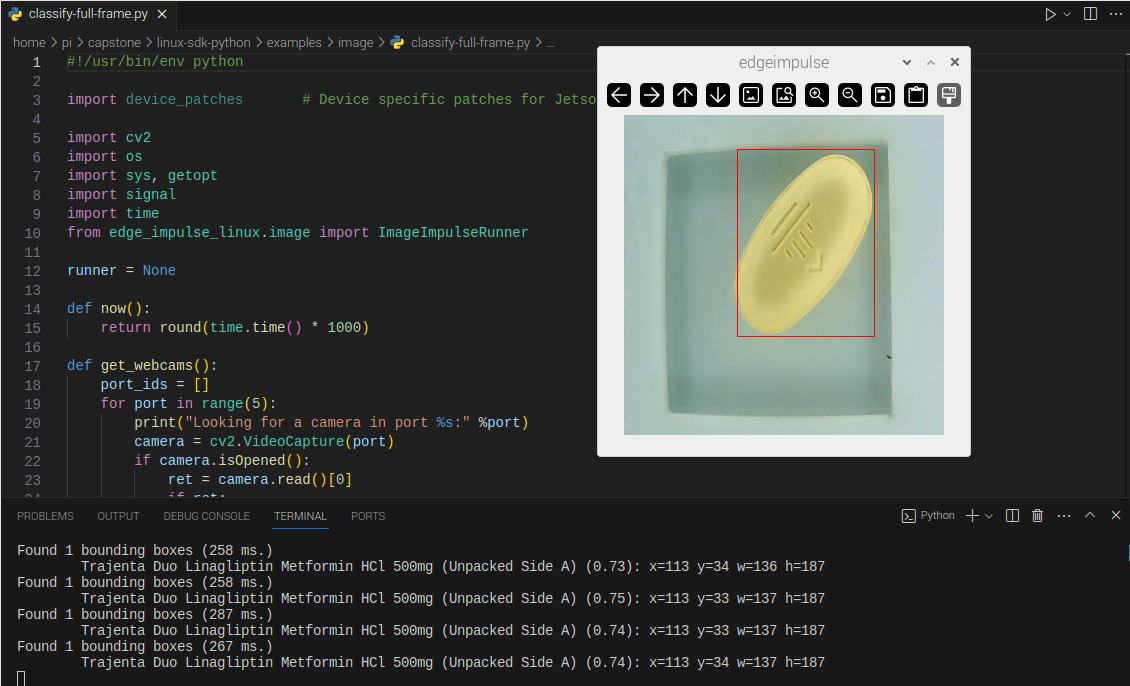 classify-full-frame.py
home > pi > capstone > linux-sdk-python > examples > image > classify-full-frame.py > ...
1 #!/usr/bin/env python
2
3 import device_patches # Device specific patches for Jetso
4
5 import cv2
6 import os
7 import sys, getopt
8 import signal
9 import time
10 from edge_impulse_linux.image import ImageImpulseRunner
11
12 runner = None
13
14 def now():
15 return round(time.time() * 1000)
16
17 def get_webcams():
18 port_ids = []
19 for port in range(5):
20 print("Looking for a camera in port %s:" %port)
21 camera = cv2.VideoCapture(port)
22 if camera.isOpened():
23 ret = camera.read()[0]
24 if ret:
edgeimpulse
PROBLEMS OUTPUT DEBUG CONSOLE TERMINAL PORTS Python
Found 1 bounding boxes (258 ms.)
Trajenta Duo Linagliptin Metformin HCl 500mg (Unpacked Side A) (0.73): x=113 y=34 w=136 h=187
Found 1 bounding boxes (258 ms.)
Trajenta Duo Linagliptin Metformin HCl 500mg (Unpacked Side A) (0.75): x=113 y=33 w=137 h=187
Found 1 bounding boxes (287 ms.)
Trajenta Duo Linagliptin Metformin HCl 500mg (Unpacked Side A) (0.74): x=113 y=33 w=137 h=187
Found 1 bounding boxes (267 ms.)
Trajenta Duo Linagliptin Metformin HCl 500mg (Unpacked Side A) (0.74): x=113 y=34 w=137 h=187